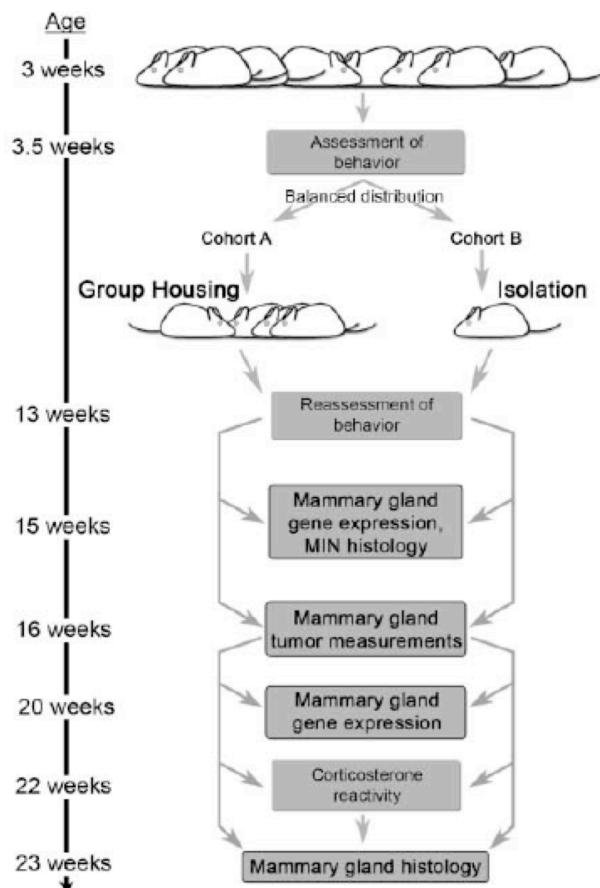 Age
3 weeks
3.5 weeks
Assessment of
behavior
Balanced distribution
Cohort A
Cohort B
Group Housing
Isolation
13 weeks
Reassessment of
behavior
15 weeks
Mammary gland
gene expression,
MIN histology
16 weeks
Mammary gland
tumor measurements
20 weeks
Mammary gland
gene expression
22 weeks
Corticosterone
reactivity
23 weeks
Mammary gland histology